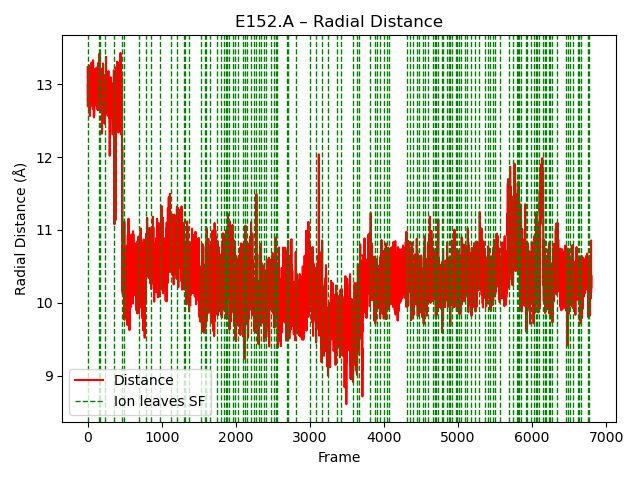 E152.A – Radial Distance
Radial Distance (Å)
13
12
11
10
9
Distance
Ion leaves SF
0 1000 2000 3000 4000 5000 6000 7000
Frame